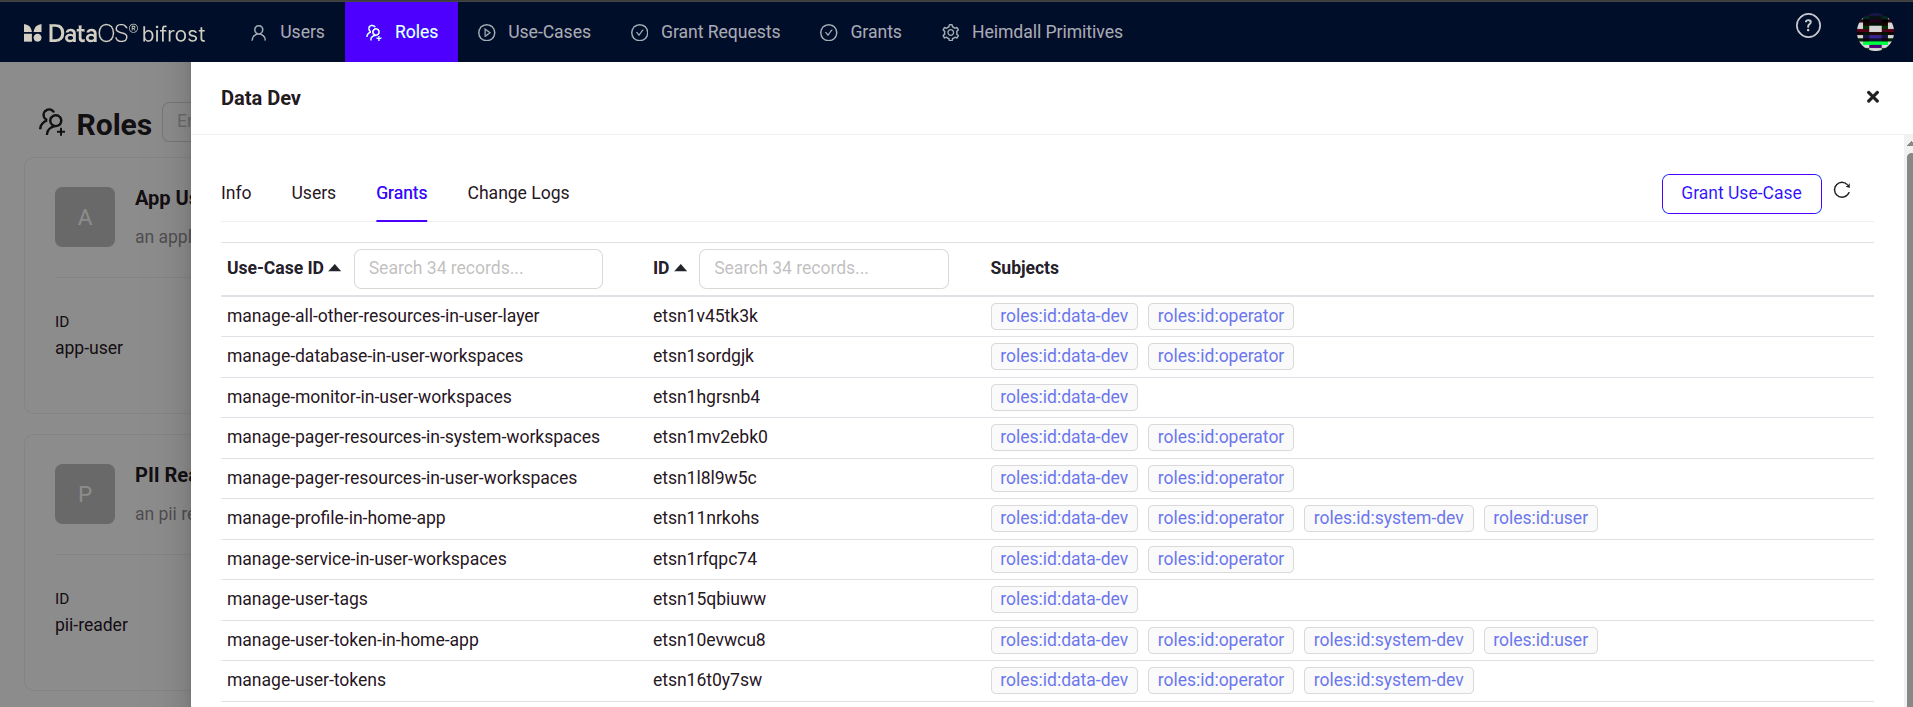 DataOS® bifrost Users Roles Use-Cases Grant Requests Grants Heimdall Primitives ?
Data Dev
Roles
Info Users Grants Change Logs Grant Use-Case
A
App
an appl
Use-Case ID Search 34 records... ID Search 34 records... Subjects
manage-all-other-resources-in-user-layer etsn1v45tk3k roles:id:data-dev roles:id:operator
ID
app-user
manage-database-in-user-workspaces etsn1sordgjk roles:id:data-dev roles:id:operator
manage-monitor-in-user-workspaces etsn1hgrsnb4 roles:id:data-dev
manage-pager-resources-in-system-workspaces etsn1mv2ebk0 roles:id:data-dev roles:id:operator
P
PII
an pii
manage-pager-resources-in-user-workspaces etsn1l8l9w5c roles:id:data-dev roles:id:operator
manage-profile-in-home-app etsn11nrkohs roles:id:data-dev roles:id:operator roles:id:system-dev roles:id:user
manage-service-in-user-workspaces etsn1rfqpc74 roles:id:data-dev roles:id:operator
ID
pii-reader
manage-user-tags etsn15qbiuww roles:id:data-dev
manage-user-token-in-home-app etsn10evwcu8 roles:id:data-dev roles:id:operator roles:id:system-dev roles:id:user
manage-user-tokens etsn16t0y7sw roles:id:data-dev roles:id:operator roles:id:system-dev